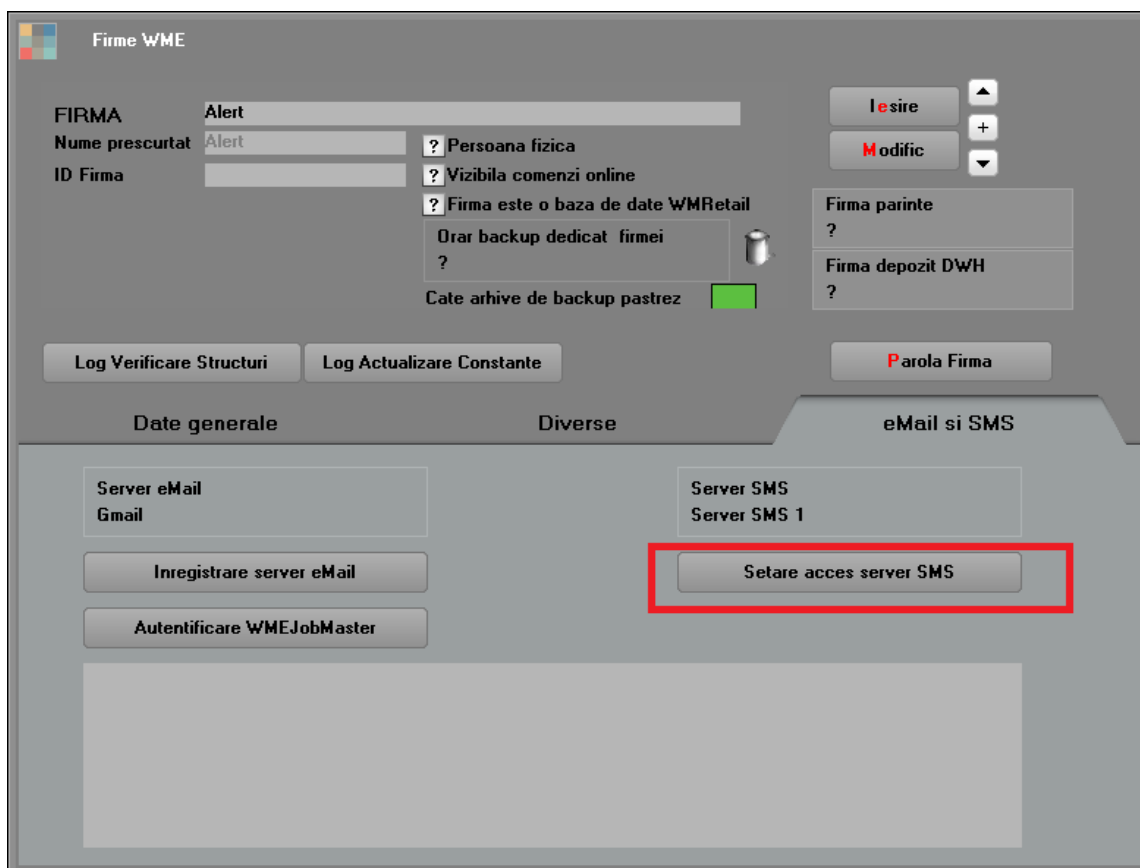 Firme WME
FIRMA Alert
Nume prescurtat Alert
ID Firma
? Persoana fizica
? Vizibila comenzi online
? Firma este o baza de date WMRetail
Orar backup dedicat firmei
?
Cate arhive de backup pastrez
Iesire
+
Modific
Firma parinte
?
Firma depozit DWH
?
Log Verificare Structuri
Log Actualizare Constante
Parola Firma
Date generale
Diverse
eMail si SMS
Server eMail
Gmail
Inregistrare server eMail
Autentificare WMEJobMaster
Server SMS
Server SMS 1
Setare acces server SMS